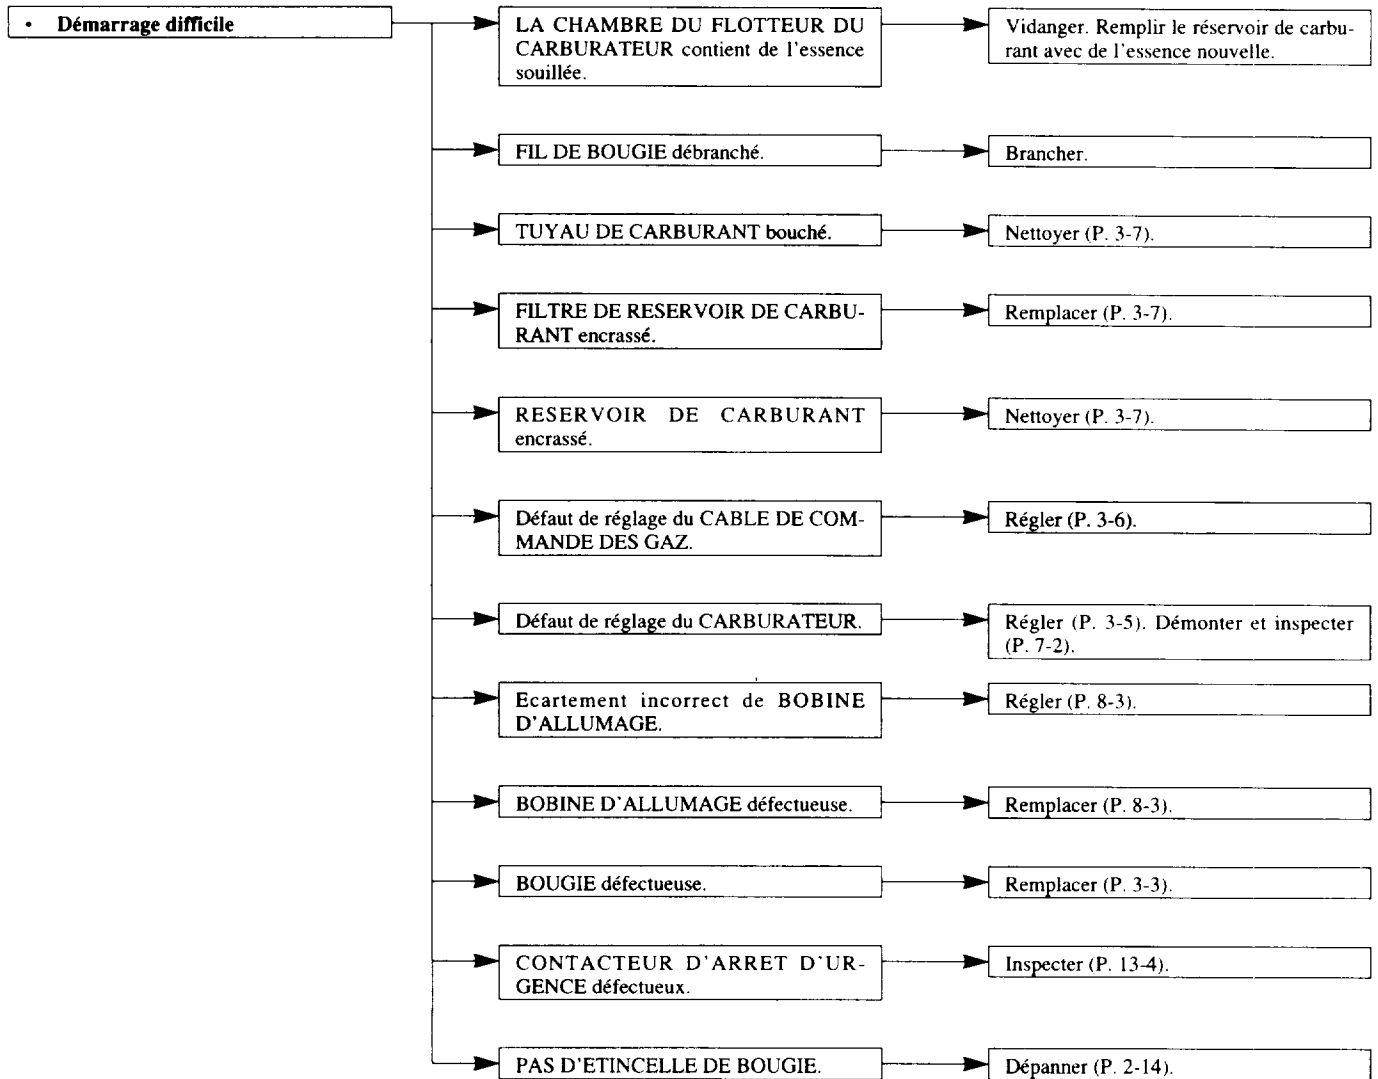 • Démarrage difficile
LA CHAMBRE DU FLOTTEUR DU
CARBURATEUR contient de l'essence
souillée.
Vidanger. Remplir le réservoir de carbu-
rant avec de l'essence nouvelle.
FIL DE BOUGIE débranché.
Brancher.
TUYAU DE CARBURANT bouché.
Nettoyer (P. 3-7).
FILTRE DE RESERVOIR DE CARBU-
RANT encrassé.
Remplacer (P. 3-7).
RESERVOIR DE CARBURANT
encrassé.
Nettoyer (P. 3-7).
Défaut de réglage du CABLE DE COM-
MANDE DES GAZ.
Régler (P. 3-6).
Défaut de réglage du CARBURATEUR.
Régler (P. 3-5). Démonter et inspecter
(P. 7-2).
Ecartement incorrect de BOBINE
D'ALLUMAGE.
Régler (P. 8-3).
BOBINE D'ALLUMAGE défectueuse.
Remplacer (P. 8-3).
BOUGIE défectueuse.
Remplacer (P. 3-3).
CONTACTEUR D'ARRET D'UR-
GENCE défectueux.
Inspecter (P. 13-4).
PAS D'ETINCELLE DE BOUGIE.
Dépanner (P. 2-14).